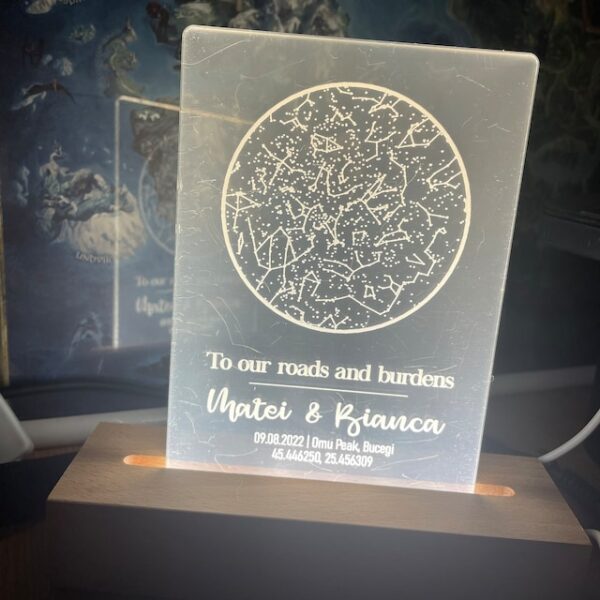 To our roads and burdens
Matei & Bianca
09.08.2022 | Omu Peak, Bucegi
45.446250, 25.456309